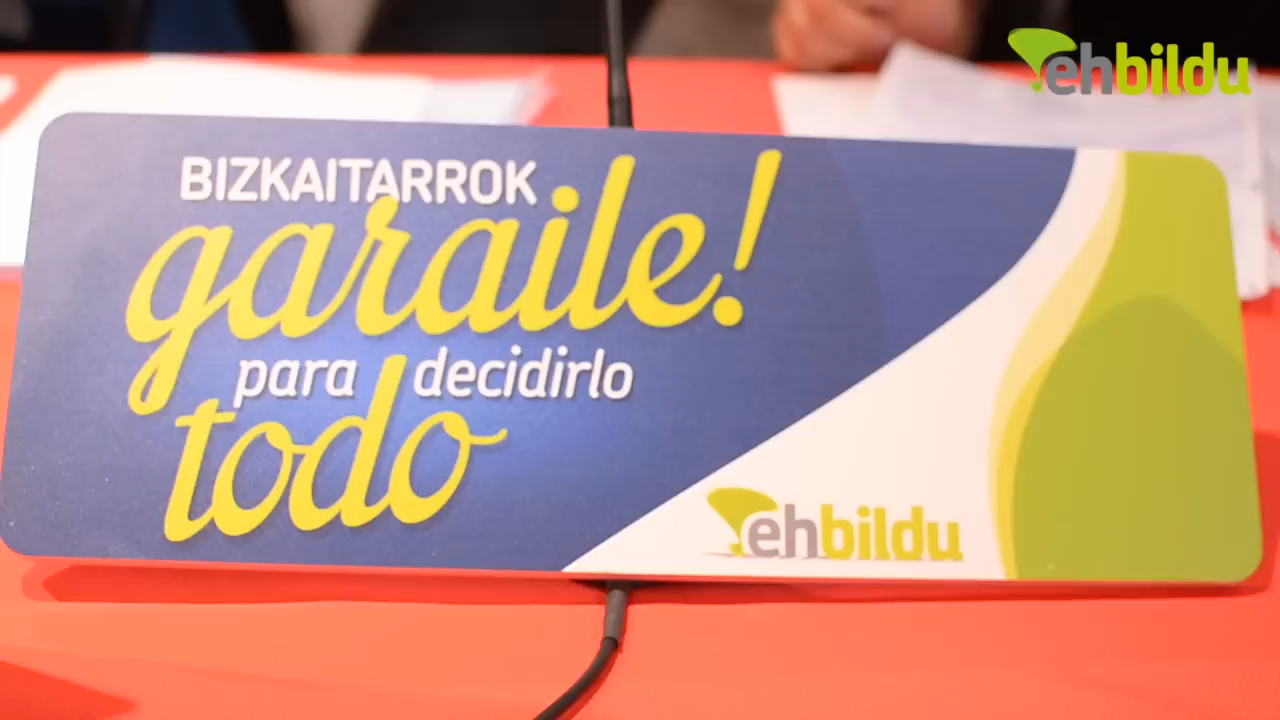 ehbildu
BIZKAITARROK
garaile!
para decidirlo
todo
ehbildu